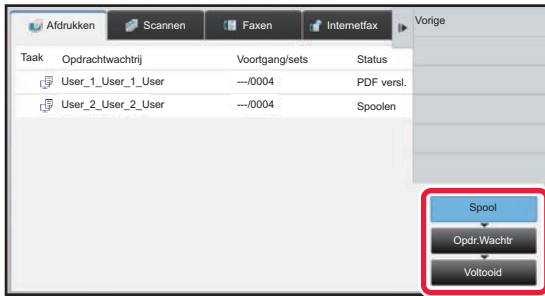 Afdrukken Scannen Faxen Internetfax Vorige
Taak Opdrachtwachtrij Voortgang/sets Status
User_1_User_1_User ---/0004 PDF versl.
User_2_User_2_User ---/0004 Spoolen
Spool
Opdr.Wachtr
Voltooid